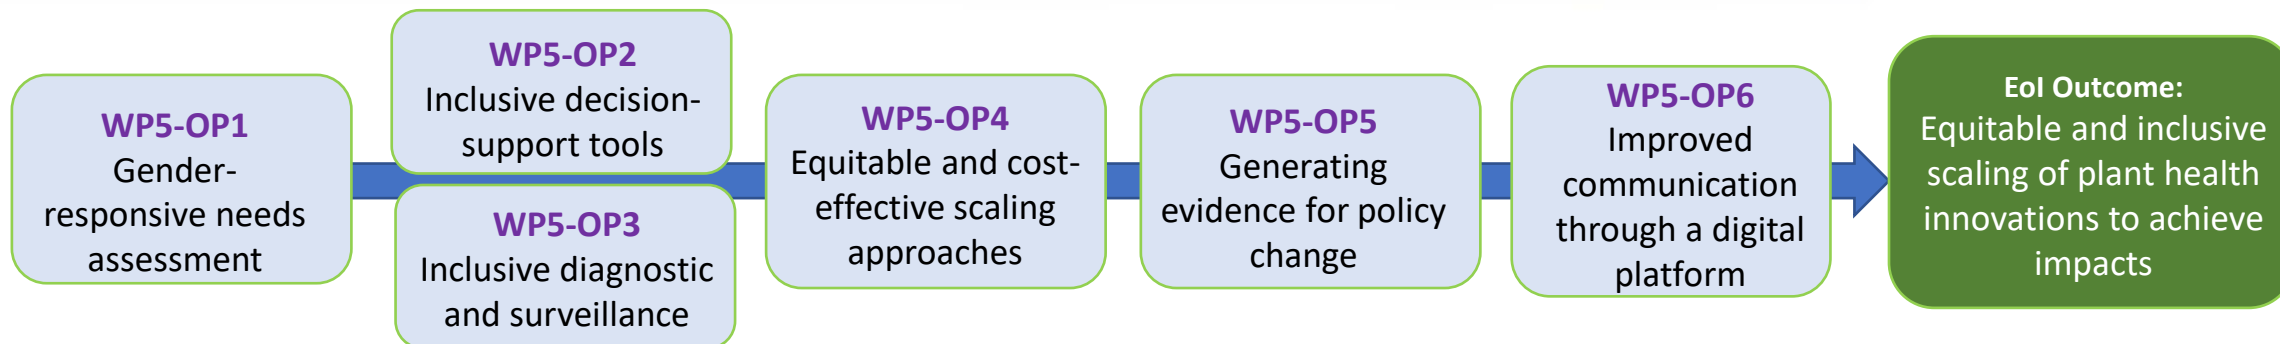 WP5-OP1
Gender-
responsive needs
assessment
WP5-OP2
Inclusive decision-
support tools
WP5-OP3
Inclusive diagnostic
and surveillance
WP5-OP4
Equitable and cost-
effective scaling
approaches
WP5-OP5
Generating
evidence for policy
change
WP5-OP6
Improved
communication
through a digital
platform
EoI Outcome:
Equitable and inclusive
scaling of plant health
innovations to achieve
impacts